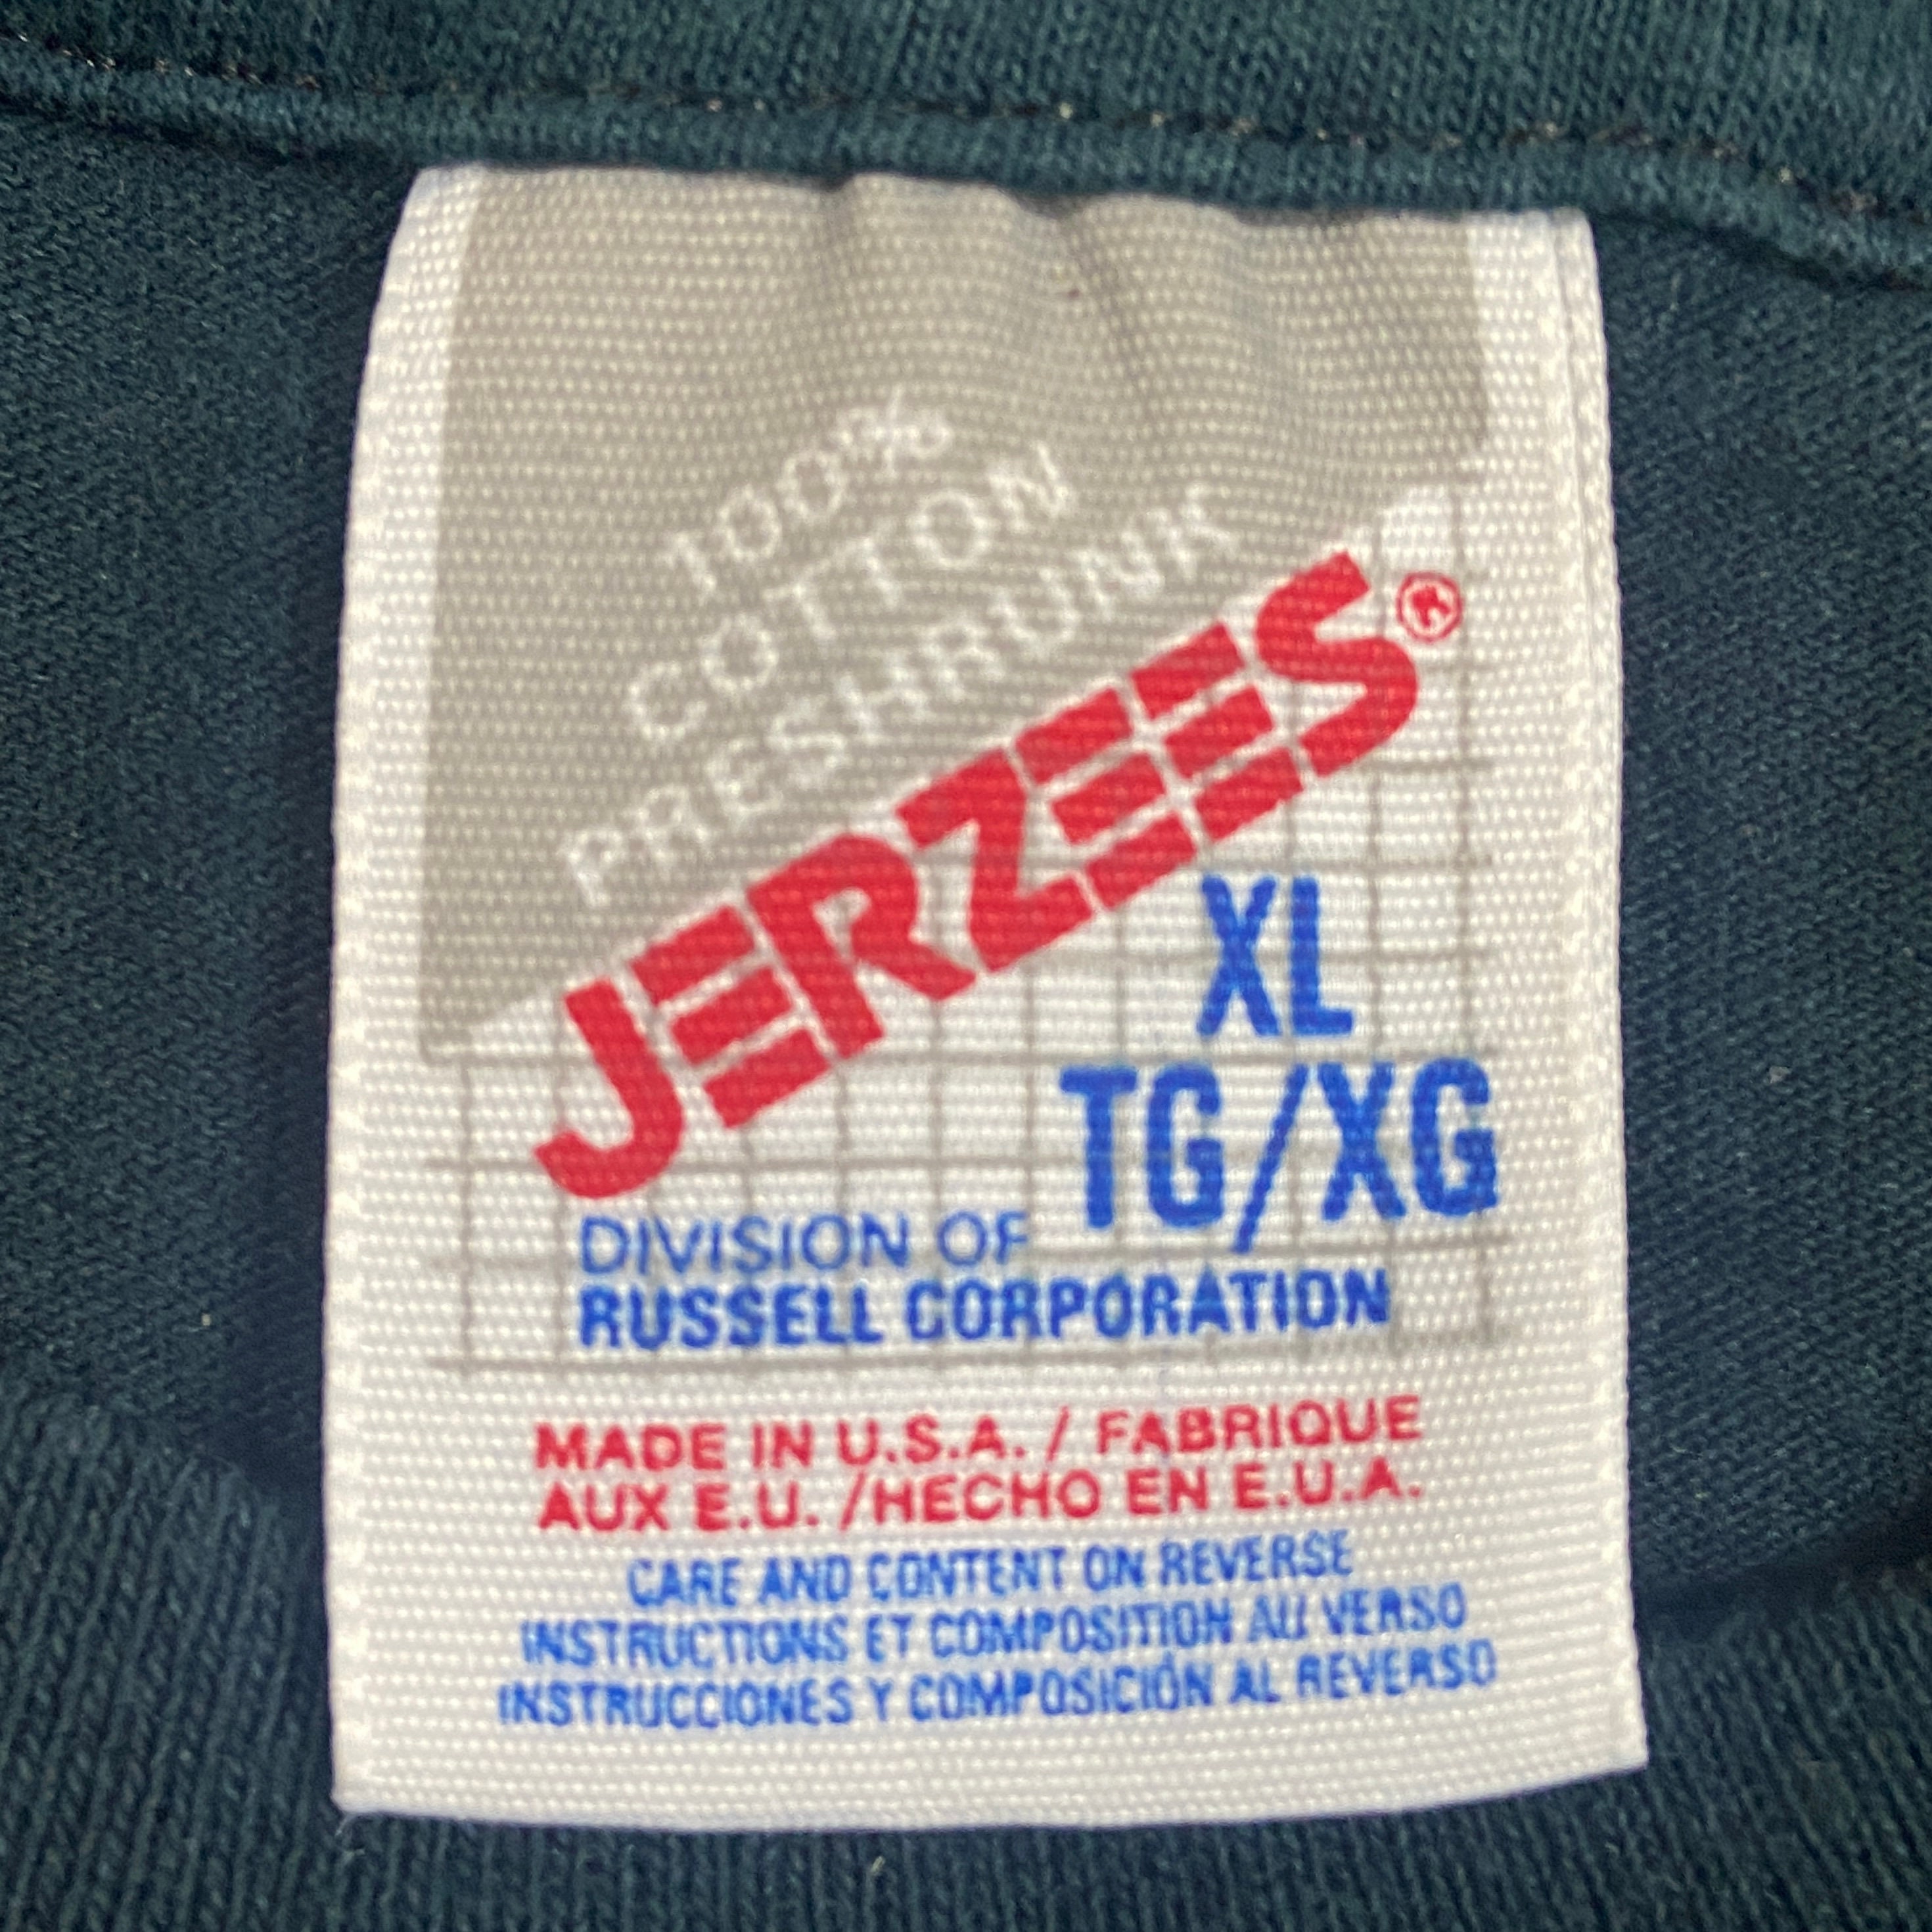 100%
COTTON
PRESHRUNK
JERZEES®
XL
TG/XG
DIVISION OF
RUSSELL CORPORATION
MADE IN U.S.A. / FABRIQUE
AUX E.U. /HECHO EN E.U.A.
CARE AND CONTENT ON REVERSE
INSTRUCTIONS ET COMPOSITION AU VERSO
INSTRUCCIONES Y COMPOSICIÓN AL REVERSO